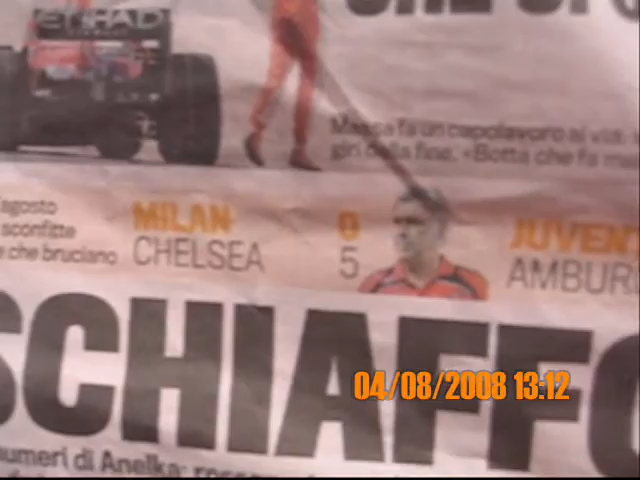 ETIHAD
Massa fa un capolavoro ai via
giri dalla fine. «Botta che fa ma
agosto
sconfitte
e che bruciano
MILAN 0
CHELSEA 5
JUVENT
AMBUR
SCHIAFFO
numeri di Anelka:
04/08/2008 13:12